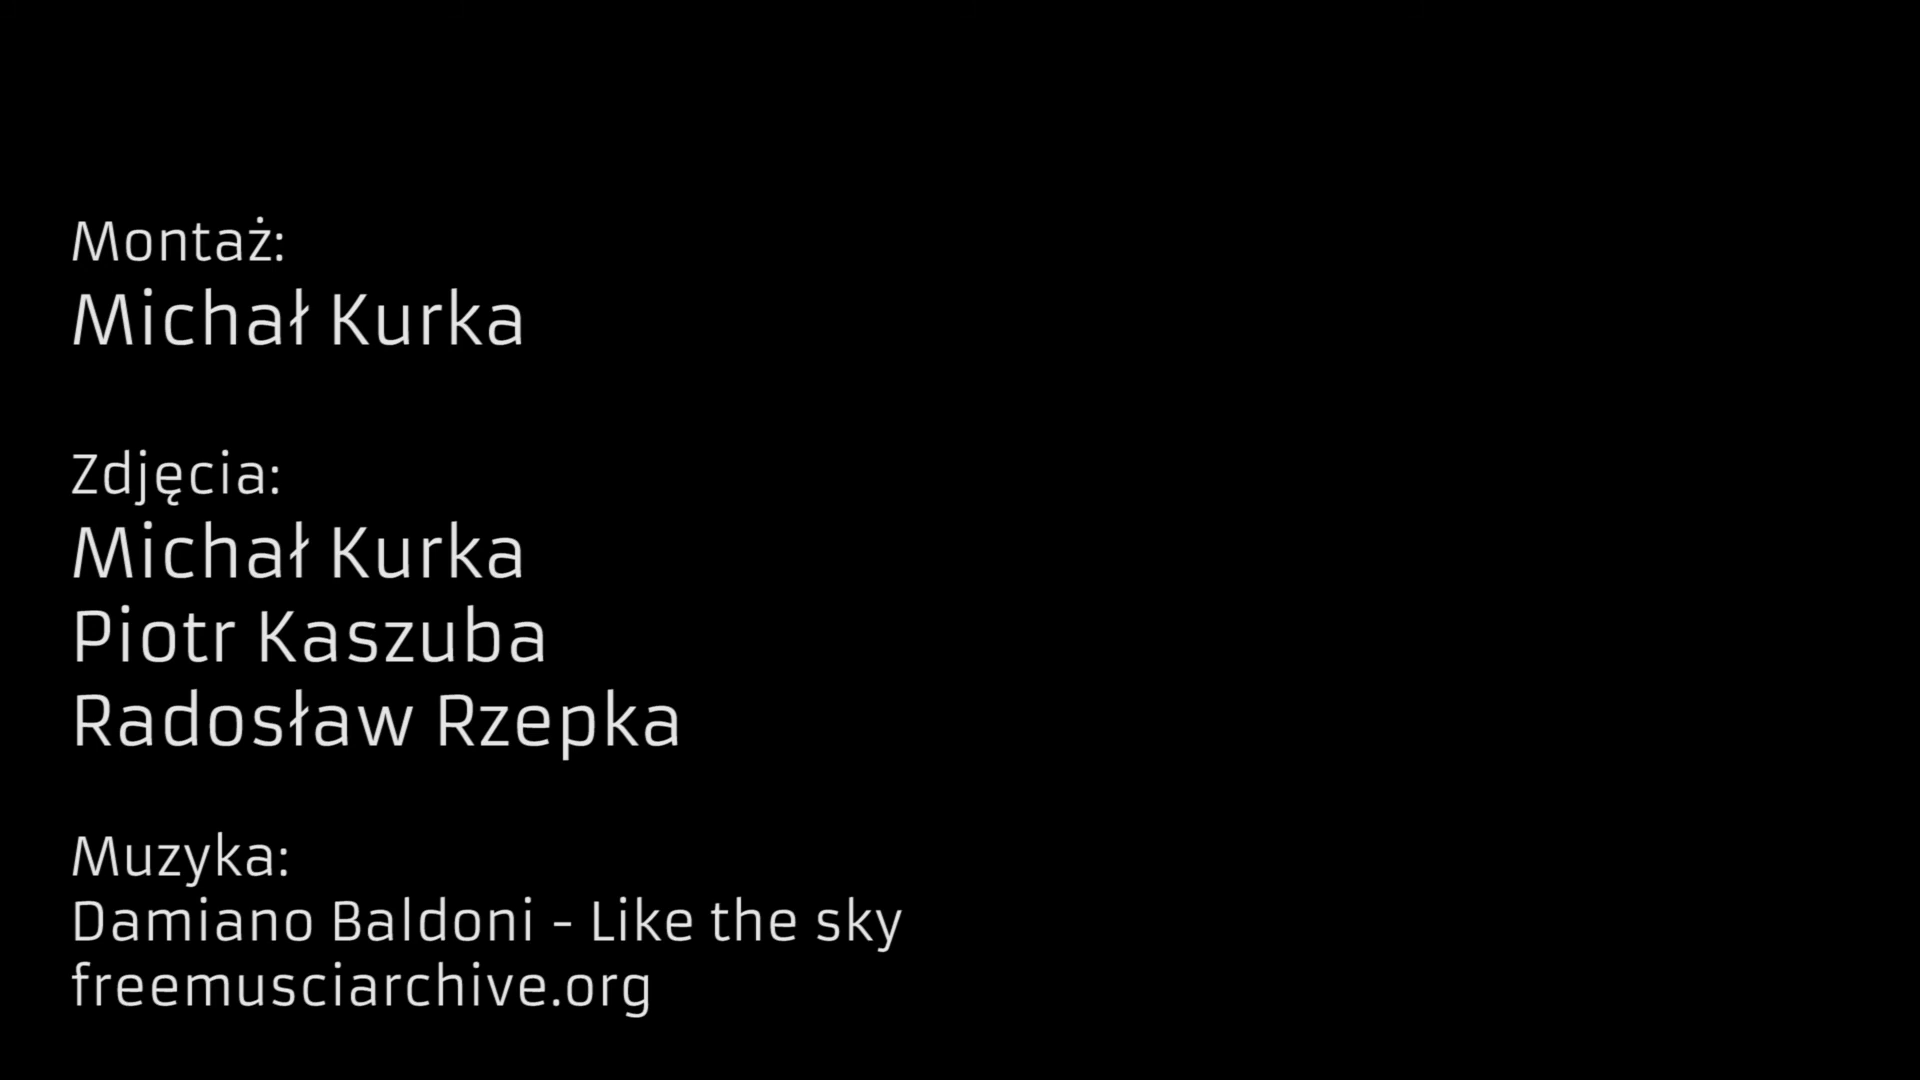 Montaż:
Michał Kurka
Zdjęcia:
Michał Kurka
Piotr Kaszuba
Radosław Rzepka
Muzyka:
Damiano Baldoni - Like the sky
freemusciarchive.org